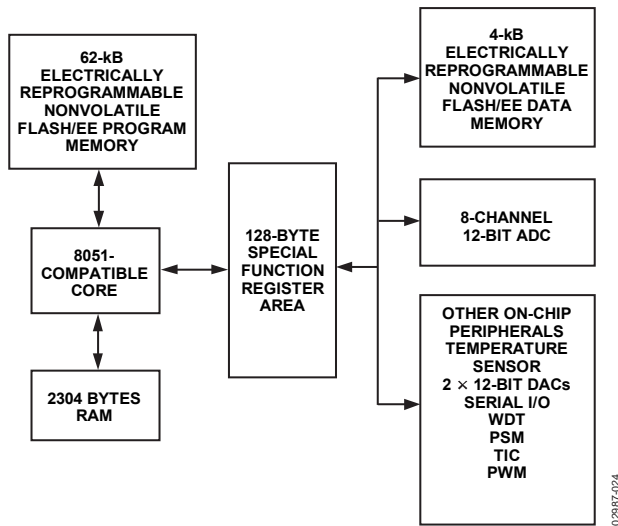 62-kB
ELECTRICALLY
REPROGRAMMABLE
NONVOLATILE
FLASH/EE PROGRAM
MEMORY
8051-
COMPATIBLE
CORE
2304 BYTES
RAM
128-BYTE
SPECIAL
FUNCTION
REGISTER
AREA
4-kB
ELECTRICALLY
REPROGRAMMABLE
NONVOLATILE
FLASH/EE DATA
MEMORY
8-CHANNEL
12-BIT ADC
OTHER ON-CHIP
PERIPHERALS
TEMPERATURE
SENSOR
2 × 12-BIT DACs
SERIAL I/O
WDT
PSM
TIC
PWM
02987-024